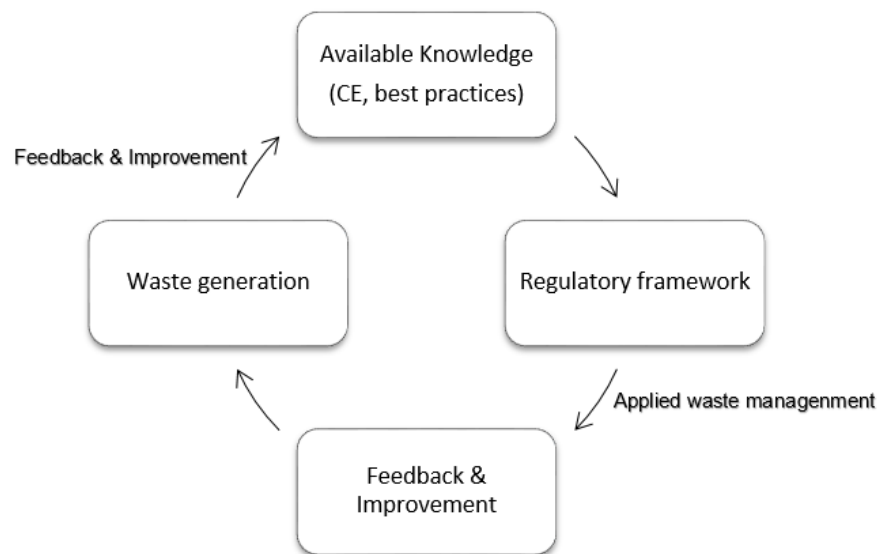 Available Knowledge
(CE, best practices)
Feedback & Improvement
Waste generation
Regulatory framework
Applied waste managenment
Feedback &
Improvement